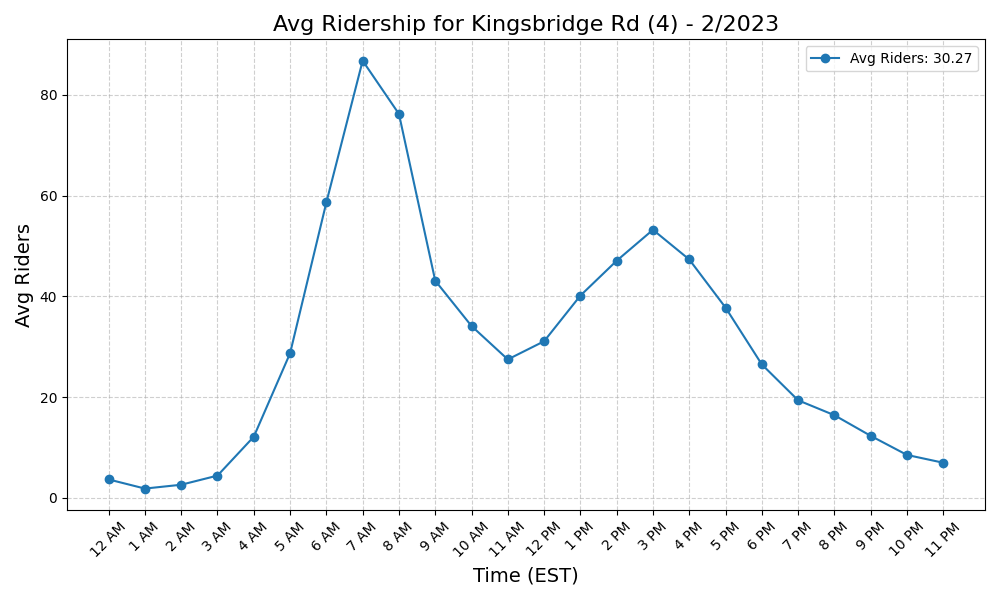 Avg Ridership for Kingsbridge Rd (4) - 2/2023
Avg Riders: 30.27
Avg Riders
80
60
40
20
0
12 AM
1 AM
2 AM
3 AM
4 AM
5 AM
6 AM
7 AM
8 AM
9 AM
10 AM
11 AM
12 PM
1 PM
2 PM
3 PM
4 PM
5 PM
6 PM
7 PM
8 PM
9 PM
10 PM
11 PM
Time (EST)